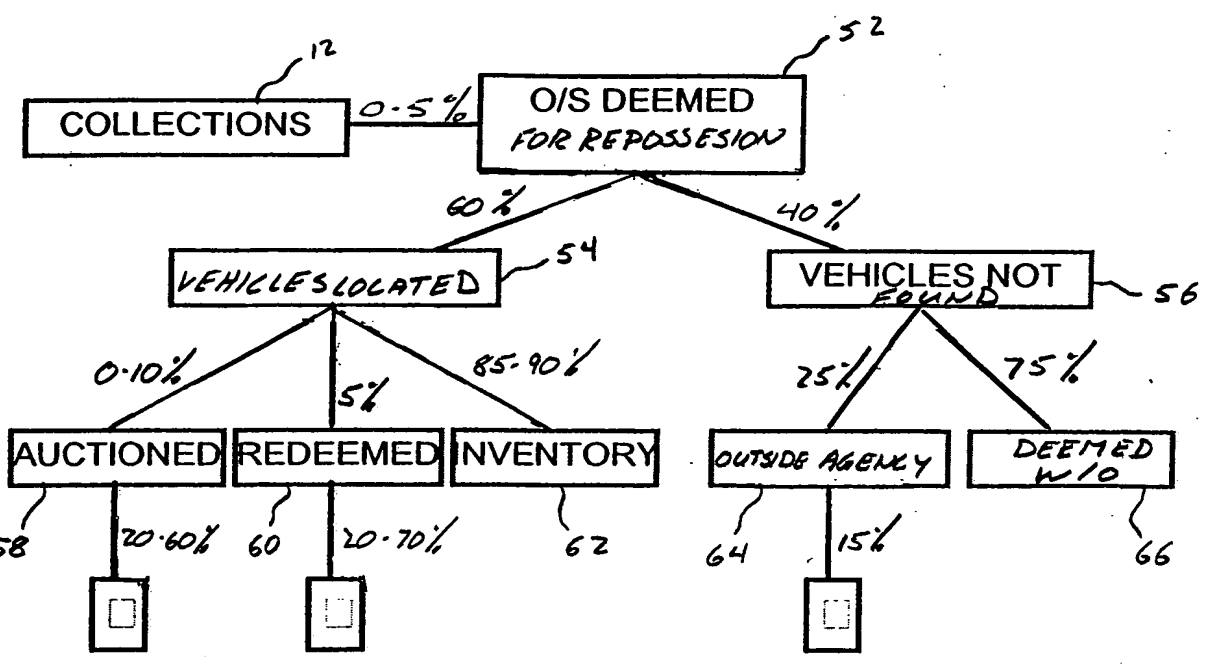 12
52
COLLECTIONS
0-5%
O/S DEEMED
FOR REPOSSESION
60%
40%
VEHICLES LOCATED
54
VEHICLES NOT
FOUND
56
0-10%
5%
85-90%
25%
75%
AUCTIONED
REDEEMED
INVENTORY
OUTSIDE AGENCY
DEEMED
W/O
58
20-60%
60
20-70%
62
64
15%
66